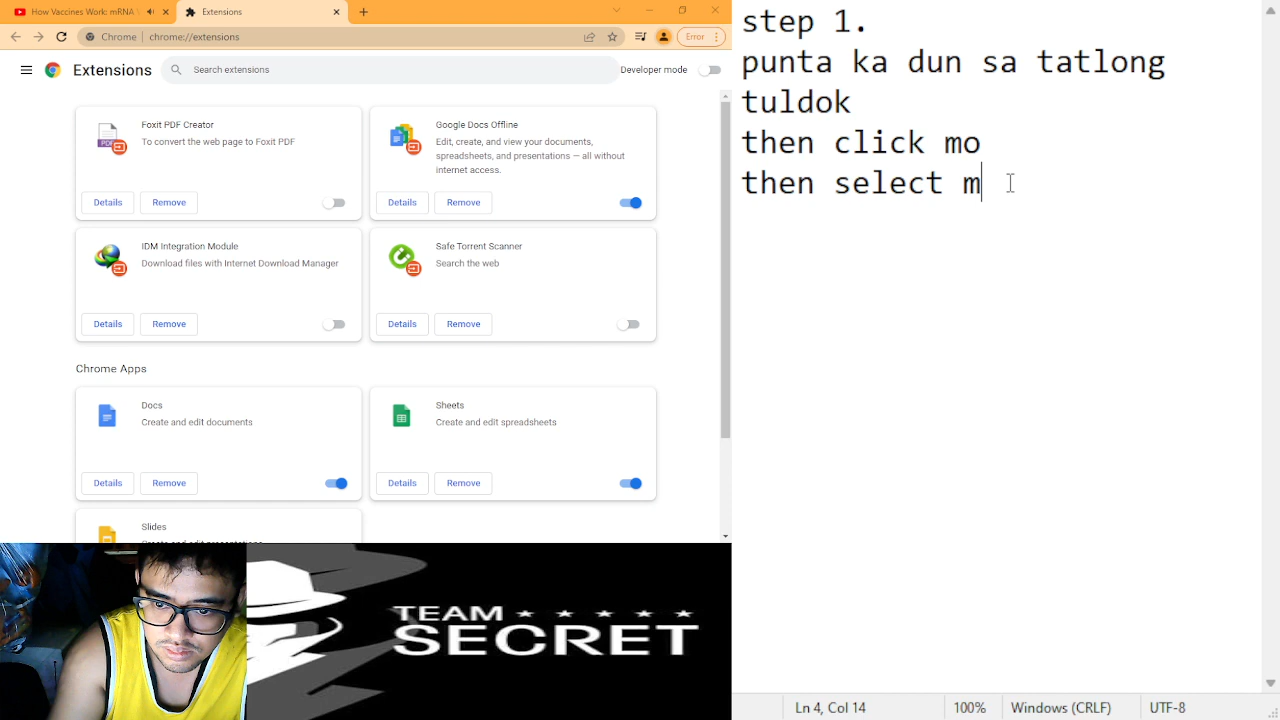 How Vaccines Work: mRNA
Extensions
Chrome | chrome://extensions
Error
Extensions
Search extensions
Developer mode
Foxit PDF Creator
To convert the web page to Foxit PDF
Details
Remove
Google Docs Offline
Edit, create, and view your documents,
spreadsheets, and presentations — all without
internet access.
Details
Remove
IDM Integration Module
Download files with Internet Download Manager
Details
Remove
Safe Torrent Scanner
Search the web
Details
Remove
Chrome Apps
Docs
Create and edit documents
Details
Remove
Sheets
Create and edit spreadsheets
Details
Remove
Slides
TEAM
SECRET
step 1.
punta ka dun sa tatlong
tuldok
then click mo
then select m
Ln 4, Col 14
100%
Windows (CRLF)
UTF-8